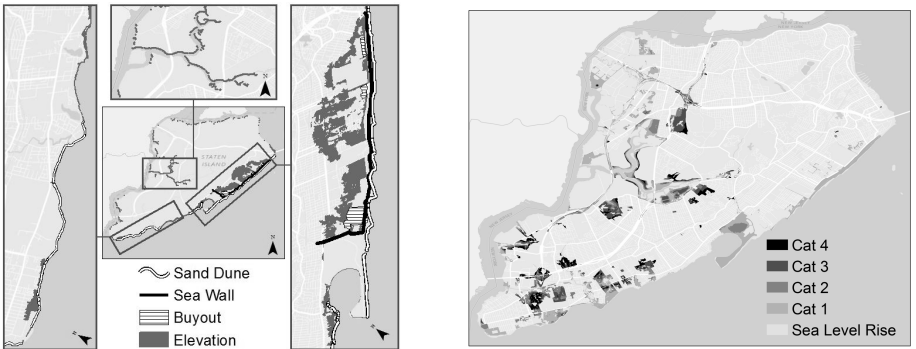 STATEN
ISLAND
Sand Dune
Sea Wall
Buyout
Elevation
Cat 4
Cat 3
Cat 2
Cat 1
Sea Level Rise